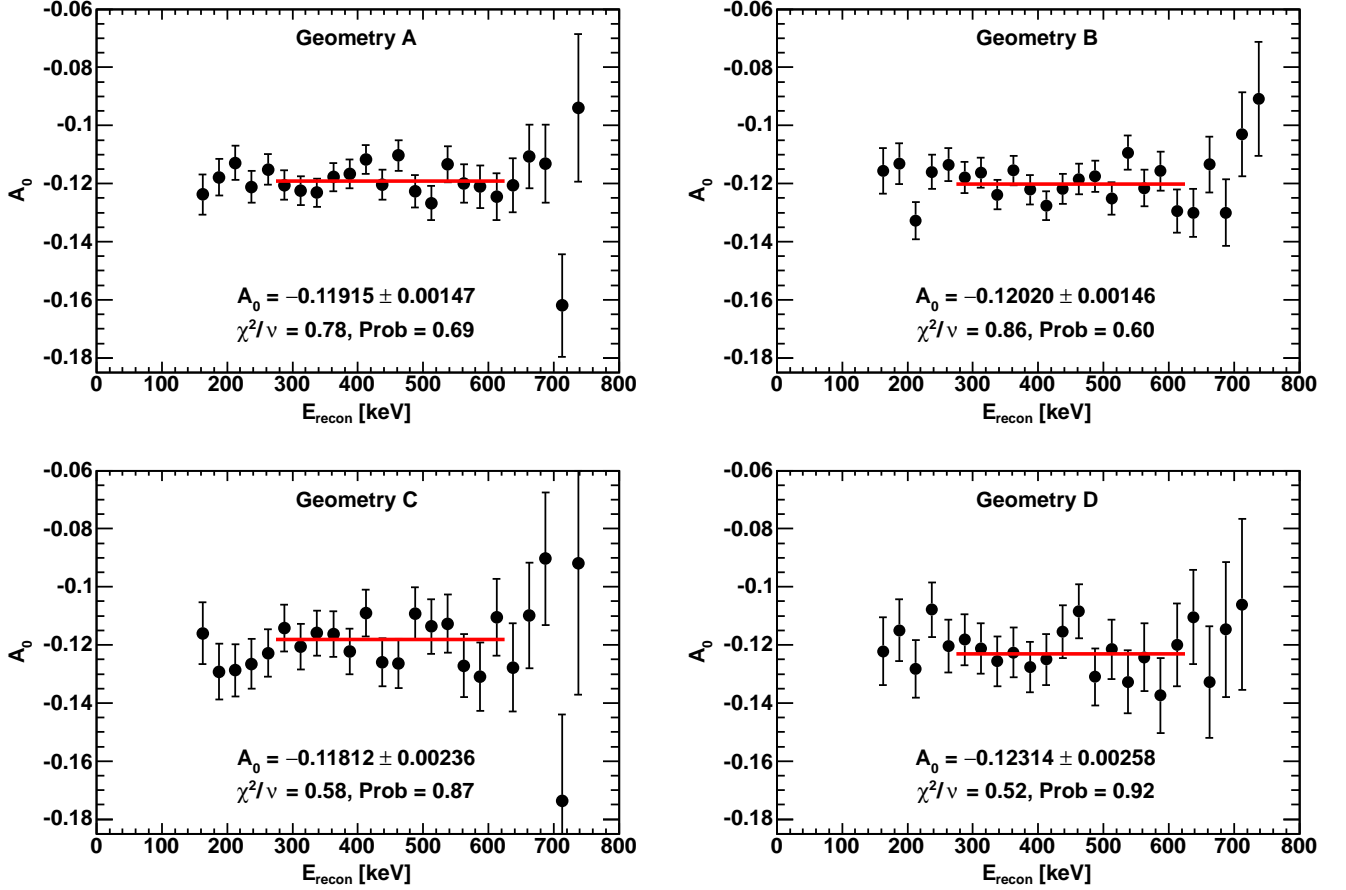 Geometry A
-0.06
-0.08
-0.1
-0.12
-0.14
-0.16
-0.18
A₀
A₀ = −0.11915 ± 0.00147
χ²/ν = 0.78, Prob = 0.69
0 100 200 300 400 500 600 700 800
E_recon [keV]
Geometry B
-0.06
-0.08
-0.1
-0.12
-0.14
-0.16
-0.18
A₀
A₀ = −0.12020 ± 0.00146
χ²/ν = 0.86, Prob = 0.60
0 100 200 300 400 500 600 700 800
E_recon [keV]
Geometry C
-0.06
-0.08
-0.1
-0.12
-0.14
-0.16
-0.18
A₀
A₀ = −0.11812 ± 0.00236
χ²/ν = 0.58, Prob = 0.87
0 100 200 300 400 500 600 700 800
E_recon [keV]
Geometry D
-0.06
-0.08
-0.1
-0.12
-0.14
-0.16
-0.18
A₀
A₀ = −0.12314 ± 0.00258
χ²/ν = 0.52, Prob = 0.92
0 100 200 300 400 500 600 700 800
E_recon [keV]